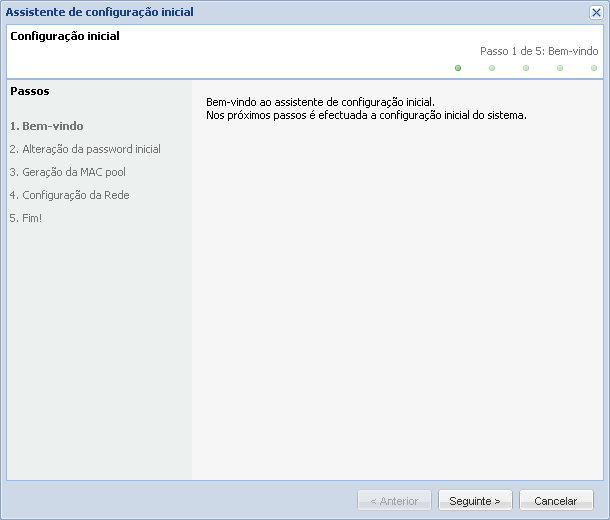 Assistente de configuração inicial
Configuração inicial
Passo 1 de 5: Bem-vindo
Passos
1. Bem-vindo
2. Alteração da password inicial
3. Geração da MAC pool
4. Configuração da Rede
5. Fim!
Bem-vindo ao assistente de configuração inicial.
Nos próximos passos é efectuada a configuração inicial do sistema.
< Anterior
Seguinte >
Cancelar